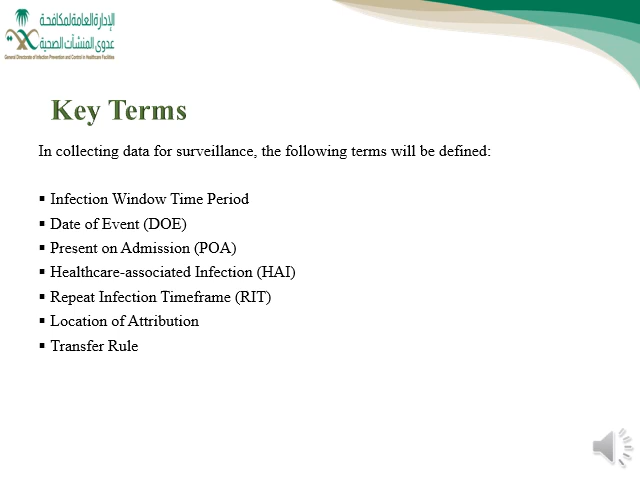 الإدارة العامة لمكافحة
عدوى المنشآت الصحية
General Directorate of Infection Prevention and Control in Healthcare Facilities
Key Terms
In collecting data for surveillance, the following terms will be defined:
▪ Infection Window Time Period
▪ Date of Event (DOE)
▪ Present on Admission (POA)
▪ Healthcare-associated Infection (HAI)
▪ Repeat Infection Timeframe (RIT)
▪ Location of Attribution
▪ Transfer Rule